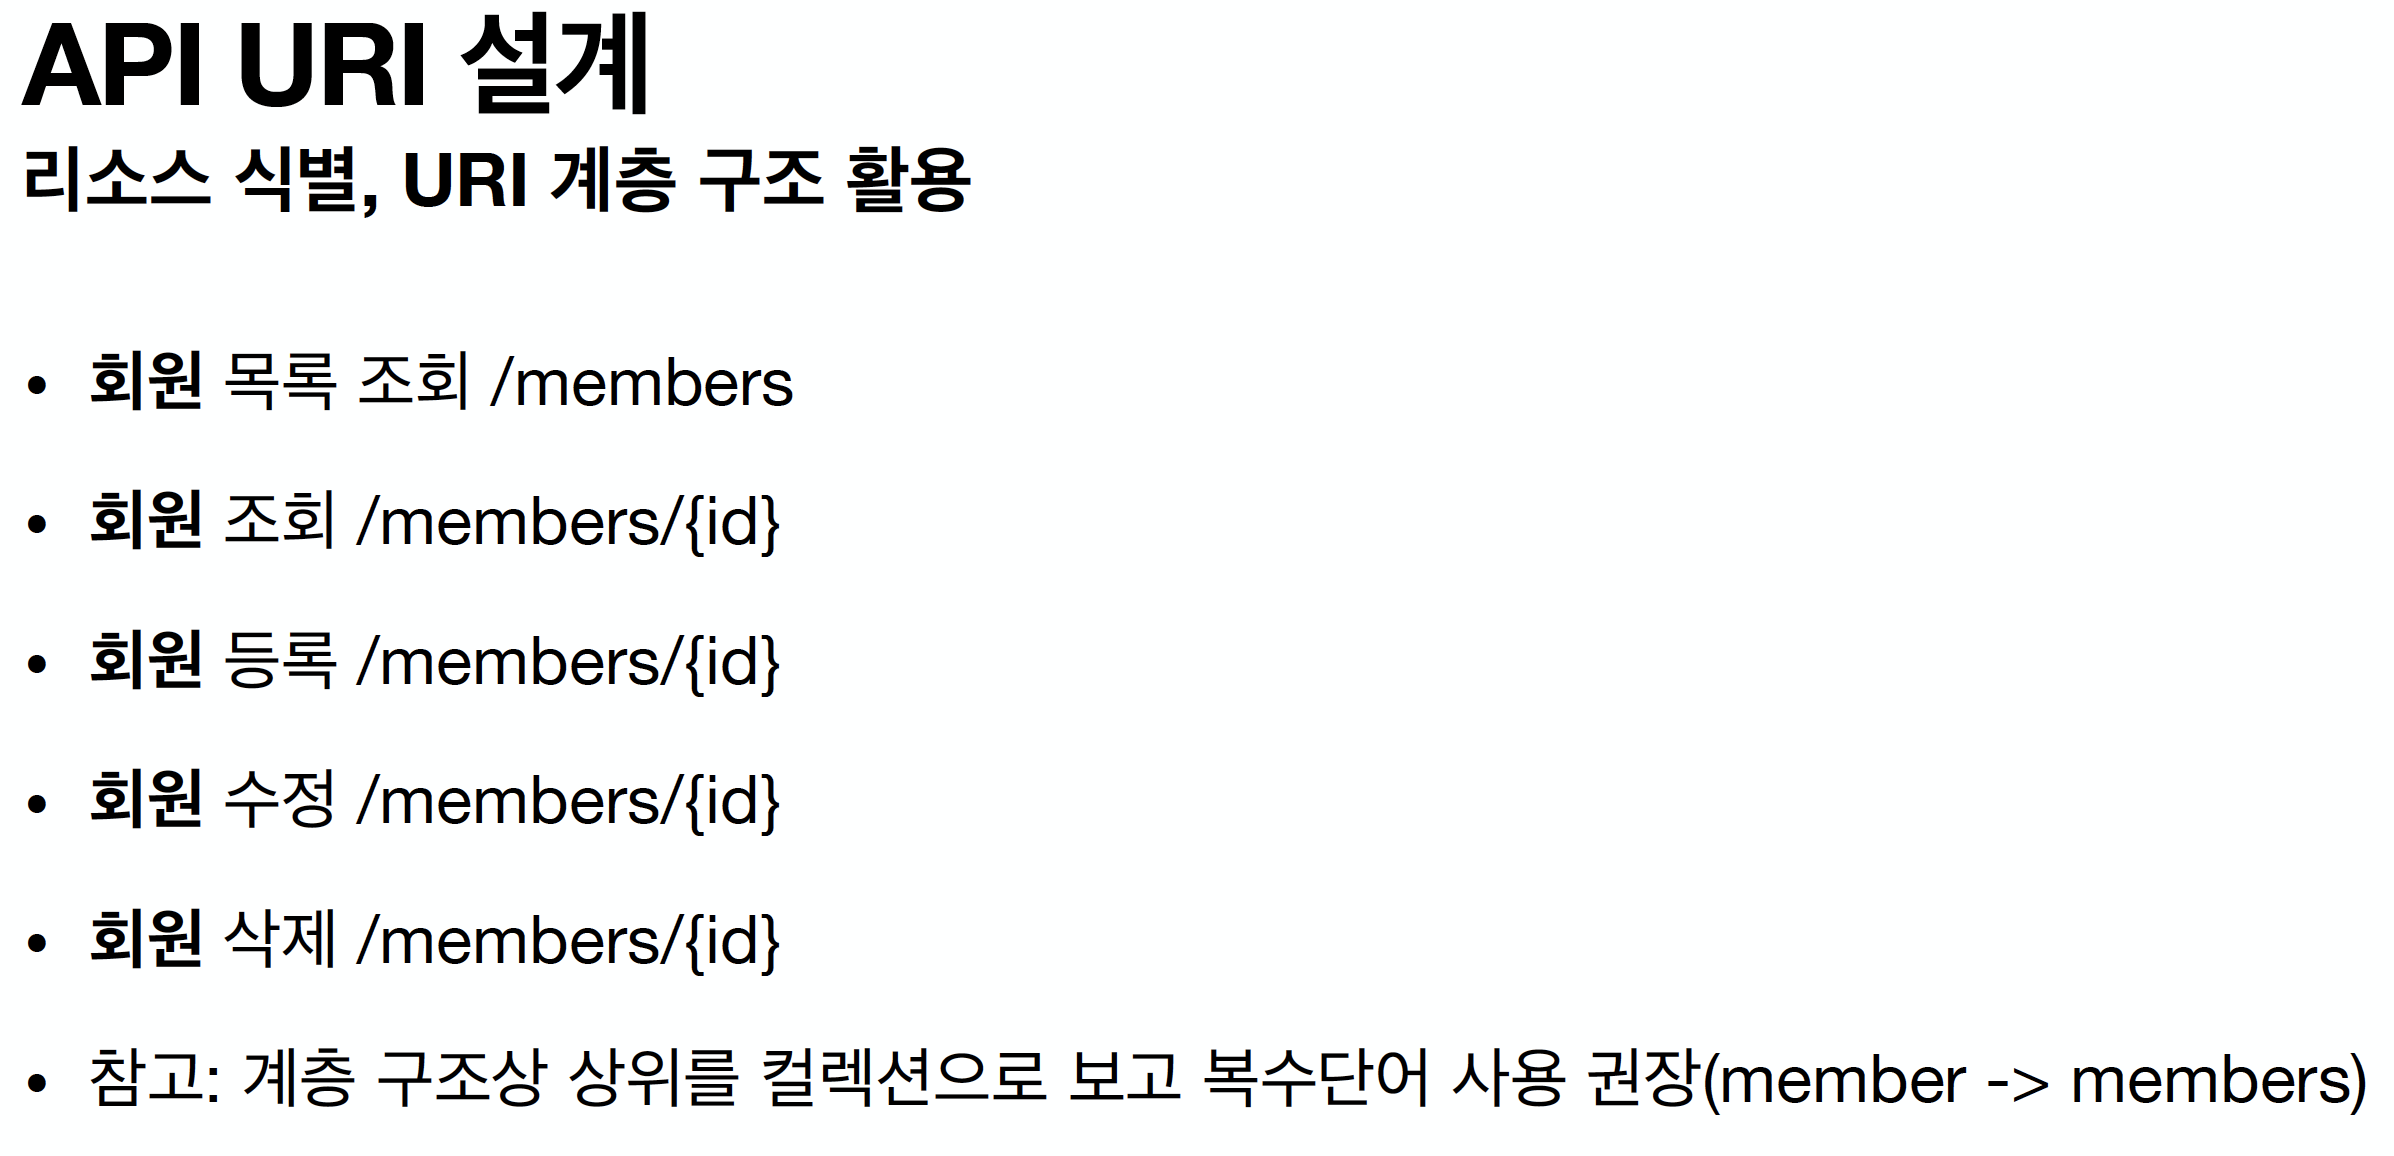 API URI 설계
리소스 식별, URI 계층 구조 활용
• 회원 목록 조회 /members
• 회원 조회 /members/{id}
• 회원 등록 /members/{id}
• 회원 수정 /members/{id}
• 회원 삭제 /members/{id}
• 참고: 계층 구조상 상위를 컬렉션으로 보고 복수단어 사용 권장(member -> members)